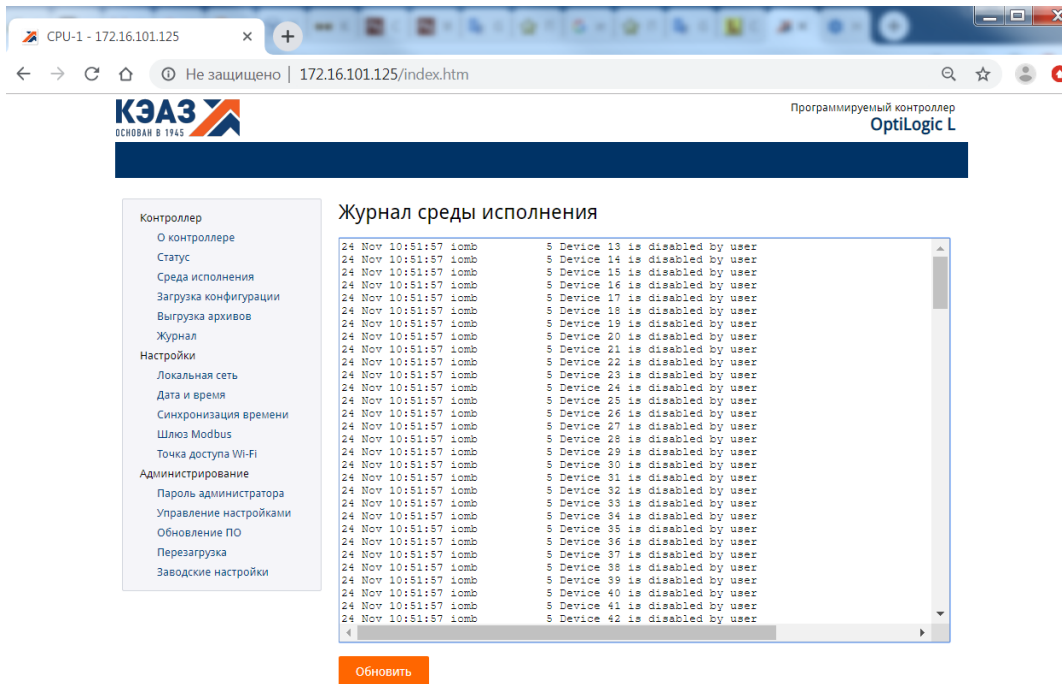 CPU-1 - 172.16.101.125
Не защищено | 172.16.101.125/index.htm
КЭАЗ
ОСНОВАН В 1945
Программируемый контроллер
OptiLogic L
Контроллер
О контроллере
Статус
Среда исполнения
Загрузка конфигурации
Выгрузка архивов
Журнал
Настройки
Локальная сеть
Дата и время
Синхронизация времени
Шлюз Modbus
Точка доступа Wi-Fi
Администрирование
Пароль администратора
Управление настройками
Обновление ПО
Перезагрузка
Заводские настройки
Журнал среды исполнения
24 Nov 10:51:57 iomb 5 Device 13 is disabled by user
24 Nov 10:51:57 iomb 5 Device 14 is disabled by user
24 Nov 10:51:57 iomb 5 Device 15 is disabled by user
24 Nov 10:51:57 iomb 5 Device 16 is disabled by user
24 Nov 10:51:57 iomb 5 Device 17 is disabled by user
24 Nov 10:51:57 iomb 5 Device 18 is disabled by user
24 Nov 10:51:57 iomb 5 Device 19 is disabled by user
24 Nov 10:51:57 iomb 5 Device 20 is disabled by user
24 Nov 10:51:57 iomb 5 Device 21 is disabled by user
24 Nov 10:51:57 iomb 5 Device 22 is disabled by user
24 Nov 10:51:57 iomb 5 Device 23 is disabled by user
24 Nov 10:51:57 iomb 5 Device 24 is disabled by user
24 Nov 10:51:57 iomb 5 Device 25 is disabled by user
24 Nov 10:51:57 iomb 5 Device 26 is disabled by user
24 Nov 10:51:57 iomb 5 Device 27 is disabled by user
24 Nov 10:51:57 iomb 5 Device 28 is disabled by user
24 Nov 10:51:57 iomb 5 Device 29 is disabled by user
24 Nov 10:51:57 iomb 5 Device 30 is disabled by user
24 Nov 10:51:57 iomb 5 Device 31 is disabled by user
24 Nov 10:51:57 iomb 5 Device 32 is disabled by user
24 Nov 10:51:57 iomb 5 Device 33 is disabled by user
24 Nov 10:51:57 iomb 5 Device 34 is disabled by user
24 Nov 10:51:57 iomb 5 Device 35 is disabled by user
24 Nov 10:51:57 iomb 5 Device 36 is disabled by user
24 Nov 10:51:57 iomb 5 Device 37 is disabled by user
24 Nov 10:51:57 iomb 5 Device 38 is disabled by user
24 Nov 10:51:57 iomb 5 Device 39 is disabled by user
24 Nov 10:51:57 iomb 5 Device 40 is disabled by user
24 Nov 10:51:57 iomb 5 Device 41 is disabled by user
24 Nov 10:51:57 iomb 5 Device 42 is disabled by user
Обновить